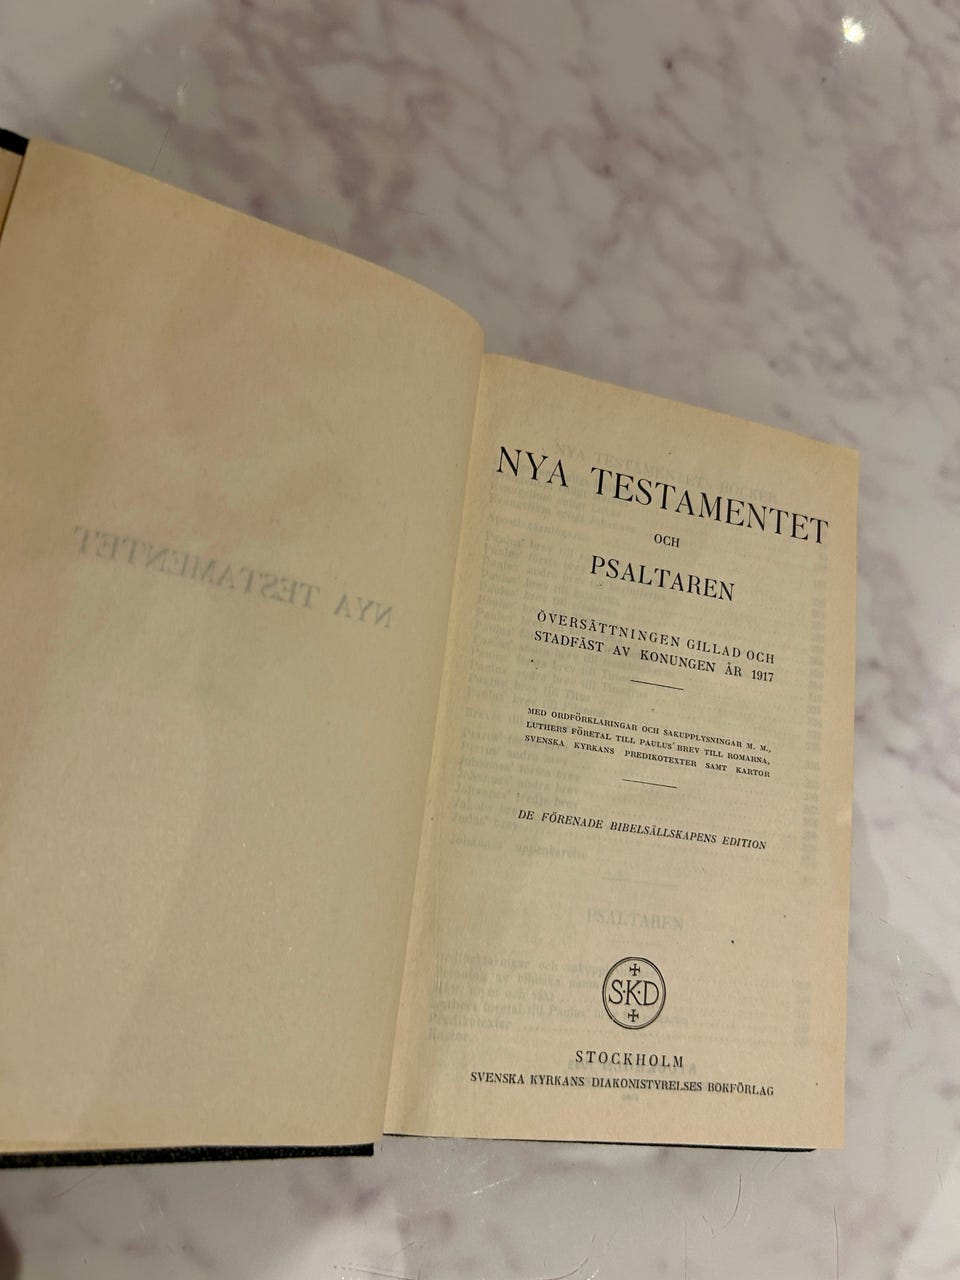 NYA TESTAMENTET
NYA TESTAMENTET
OCH
PSALTAREN
ÖVERSÄTTNINGEN GILLAD OCH
STADFÄST AV KONUNGEN ÅR 1917
MED ORDFÖRKLARINGAR OCH SAKUPPLYSNINGAR M. M.,
LUTHERS FÖRETAL TILL PAULUS' BREV TILL ROMARNA,
SVENSKA KYRKANS PREDIKOTEXTER SAMT KARTOR
DE FÖRENADE BIBELSÄLLSKAPENS EDITION
PSALTAREN
S·K·D
STOCKHOLM
SVENSKA KYRKANS DIAKONISTYRELSES BOKFÖRLAG